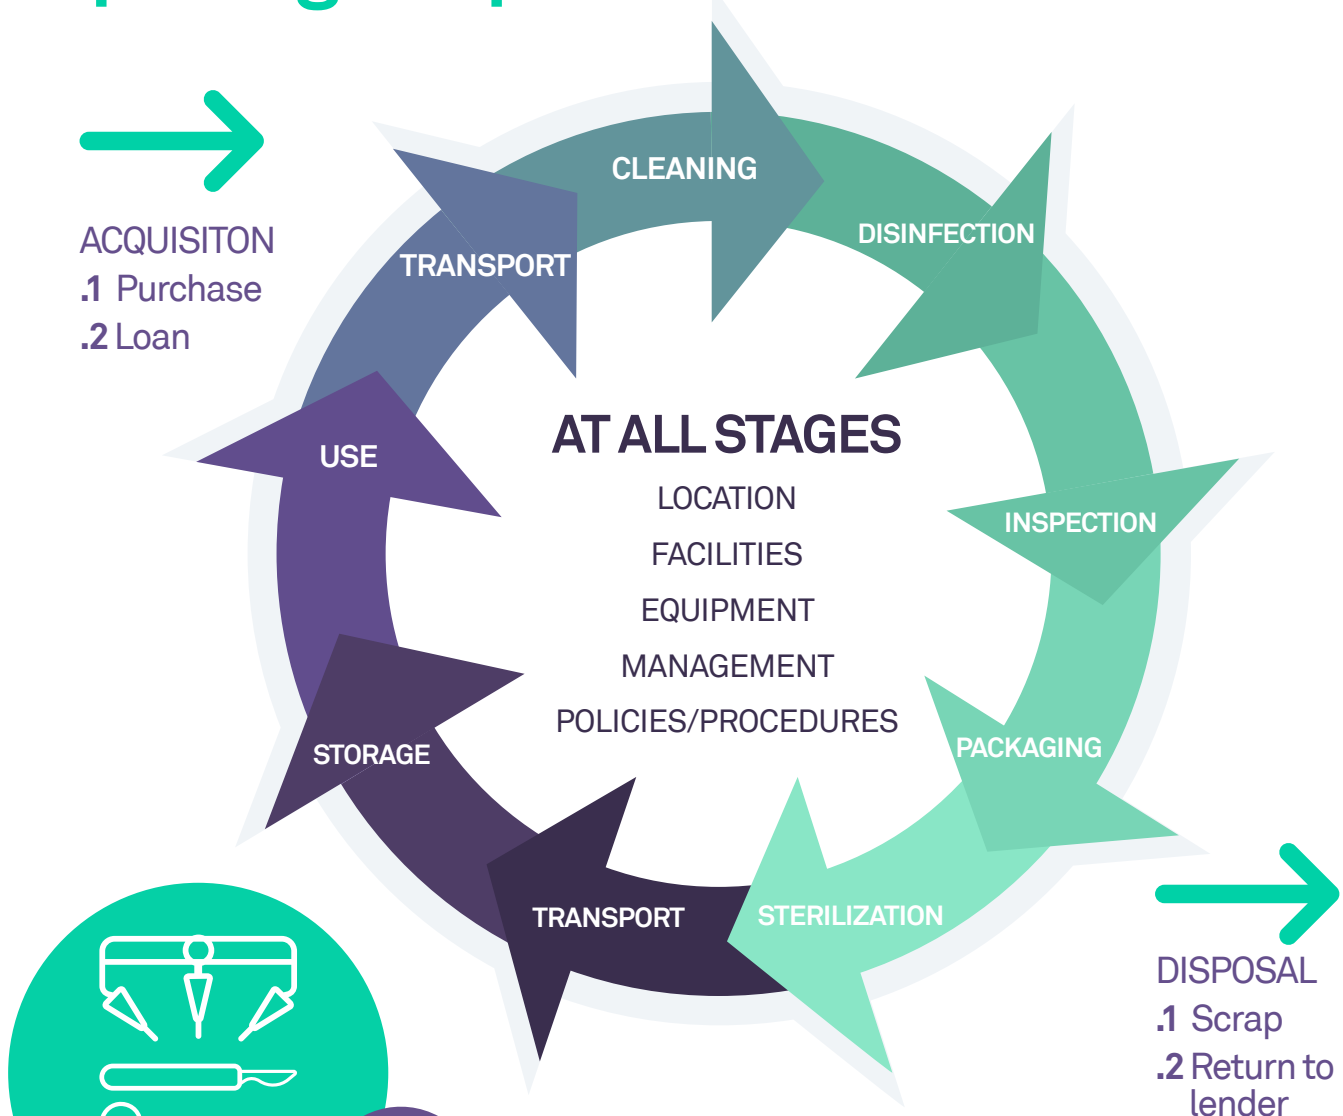 ACQUISITON
.1 Purchase
.2 Loan
CLEANING
DISINFECTION
TRANSPORT
USE
INSPECTION
AT ALL STAGES
LOCATION
FACILITIES
EQUIPMENT
MANAGEMENT
POLICIES/PROCEDURES
STORAGE
PACKAGING
TRANSPORT
STERILIZATION
DISPOSAL
.1 Scrap
.2 Return to
lender